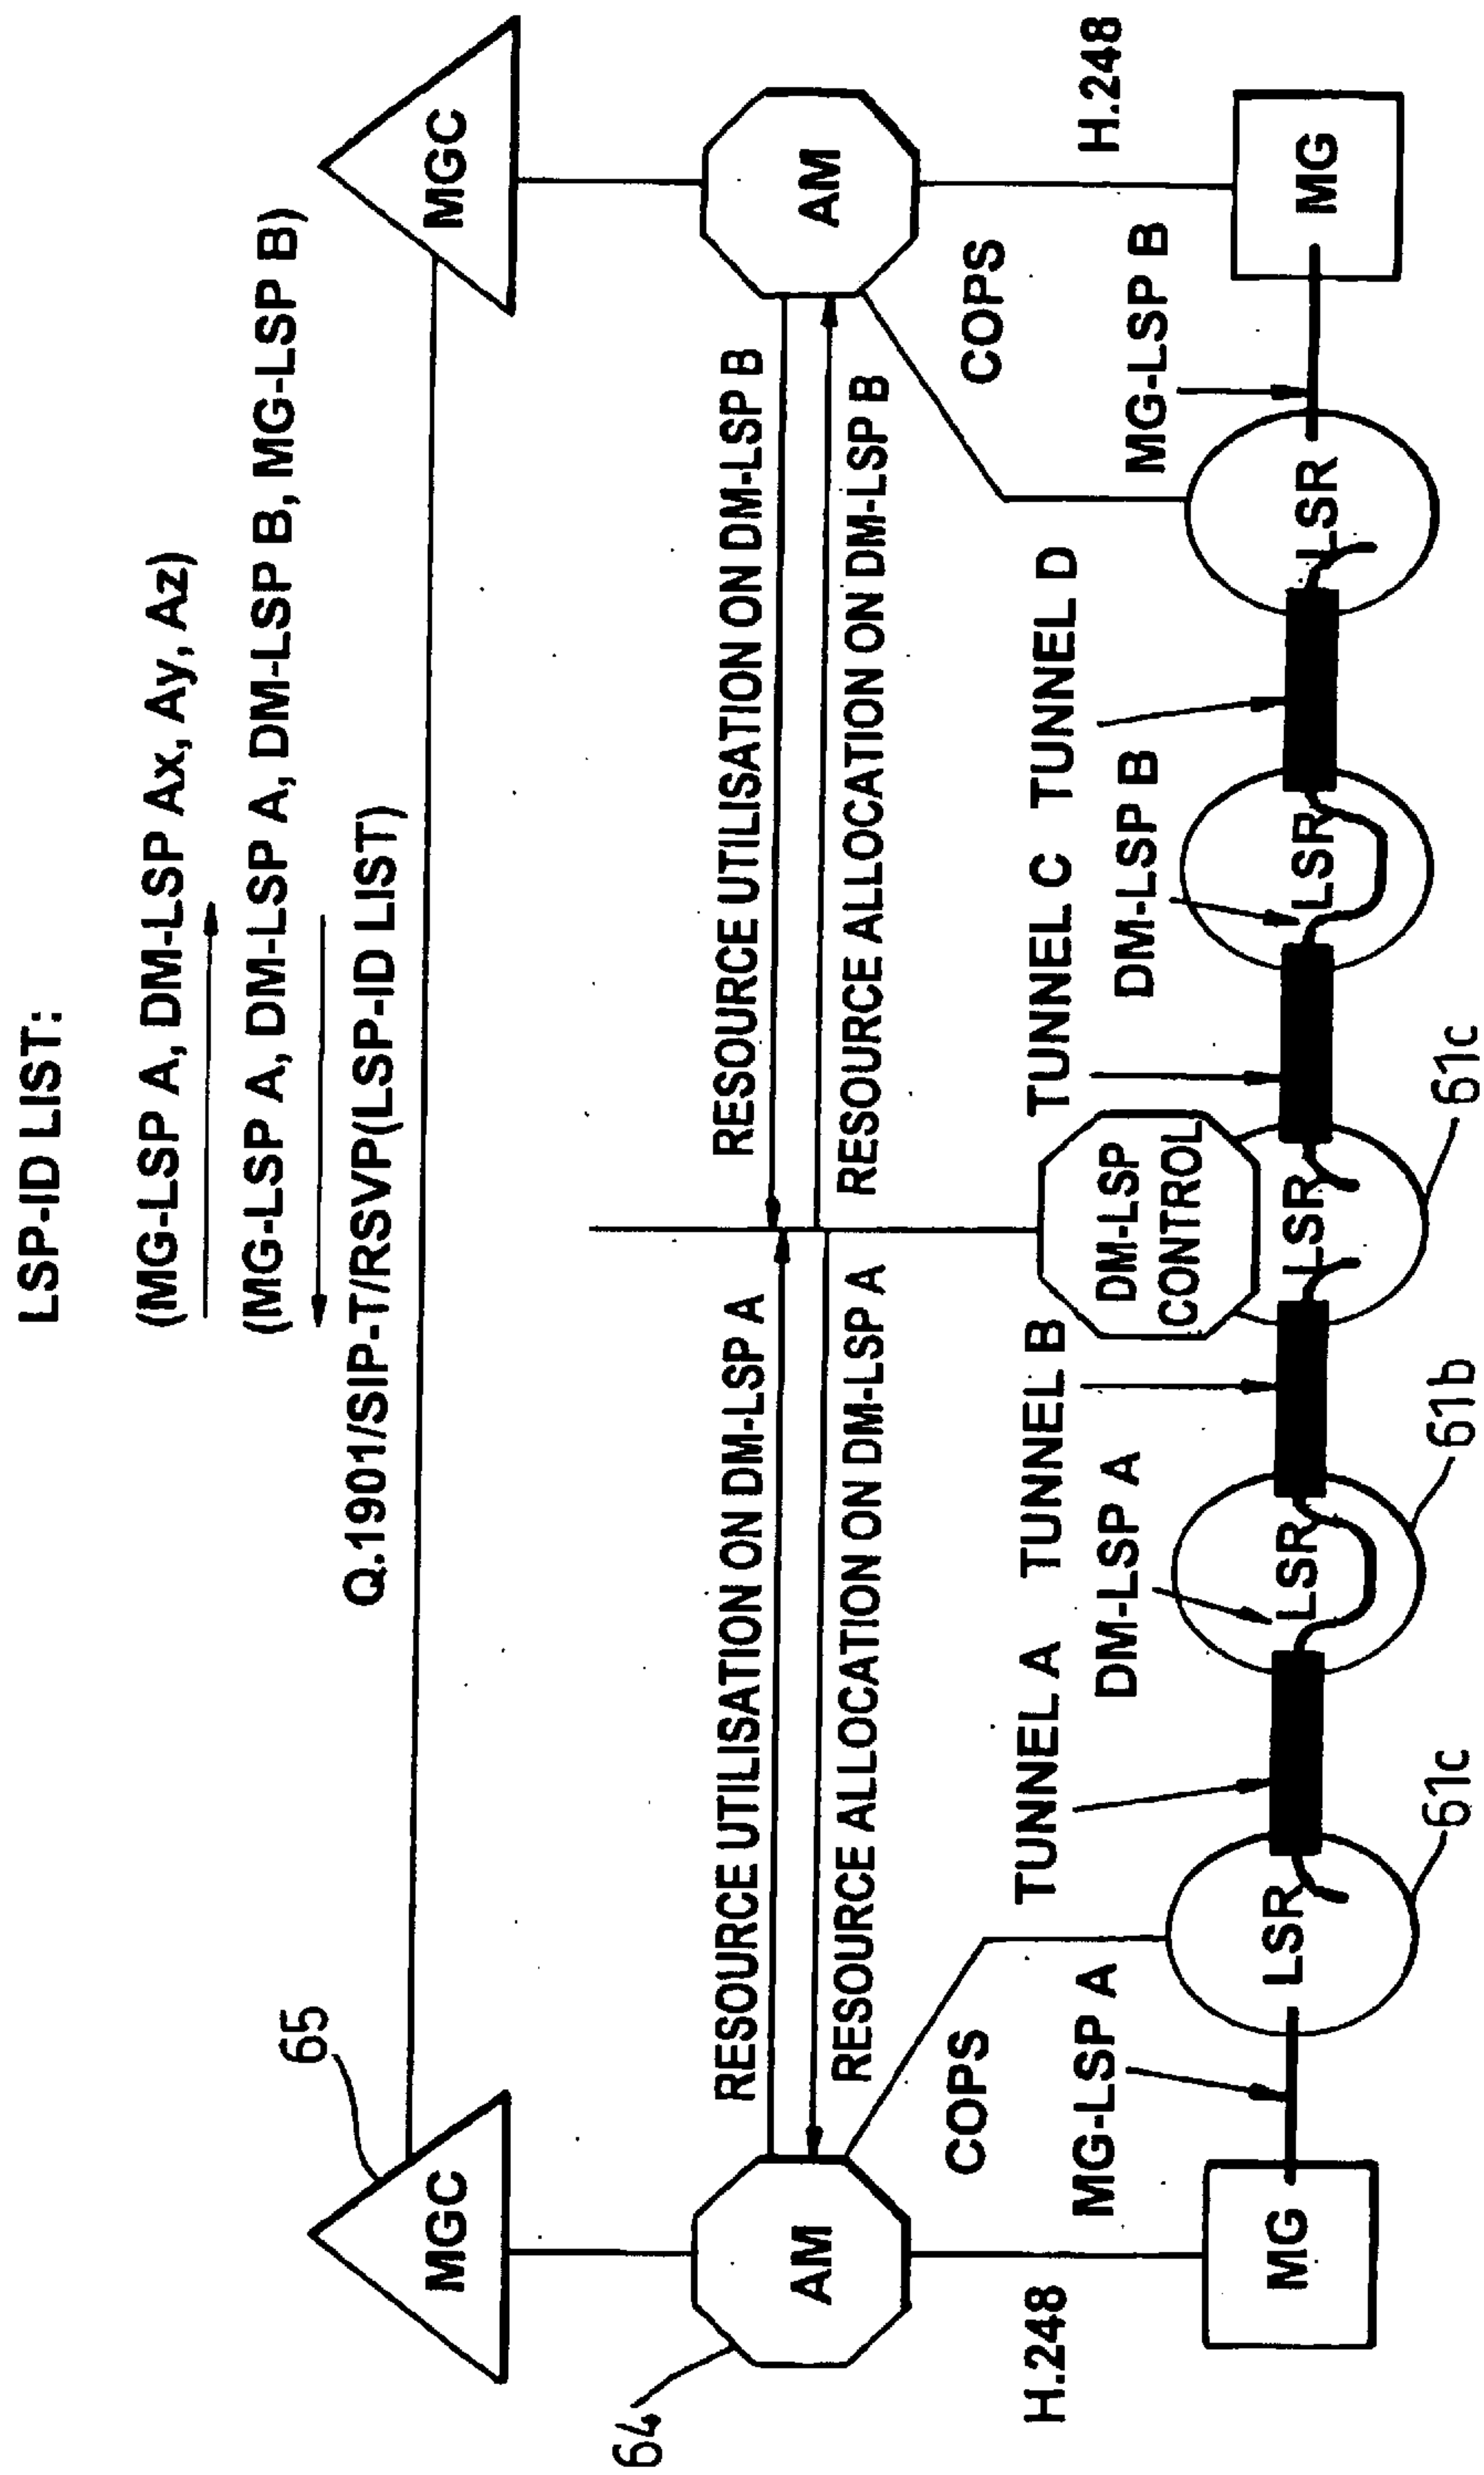 LSP-ID LIST:
(MG-LSP A, DM-LSP Ax, Ay, Az)
(MG-LSP A, DM-LSP A, DM-LSP B, MG-LSP B)
Q.1901/SIP-T/RSVP(LSP-ID LIST)
65
MGC
MGC
64
AM
AM
RESOURCE UTILISATION ON DM-LSP A
RESOURCE UTILISATION ON DM-LSP B
RESOURCE ALLOCATION ON DM-LSP A
RESOURCE ALLOCATION ON DM-LSP B
H.248
COPS
COPS
H.248
MG-LSP A
TUNNEL A
TUNNEL B
DM-LSP A
DM-LSP
CONTROL
TUNNEL C
TUNNEL D
DM-LSP B
MG-LSP B
MG
LSR
LSR
LSR
LSR
LSR
MG
61c
61b
61c